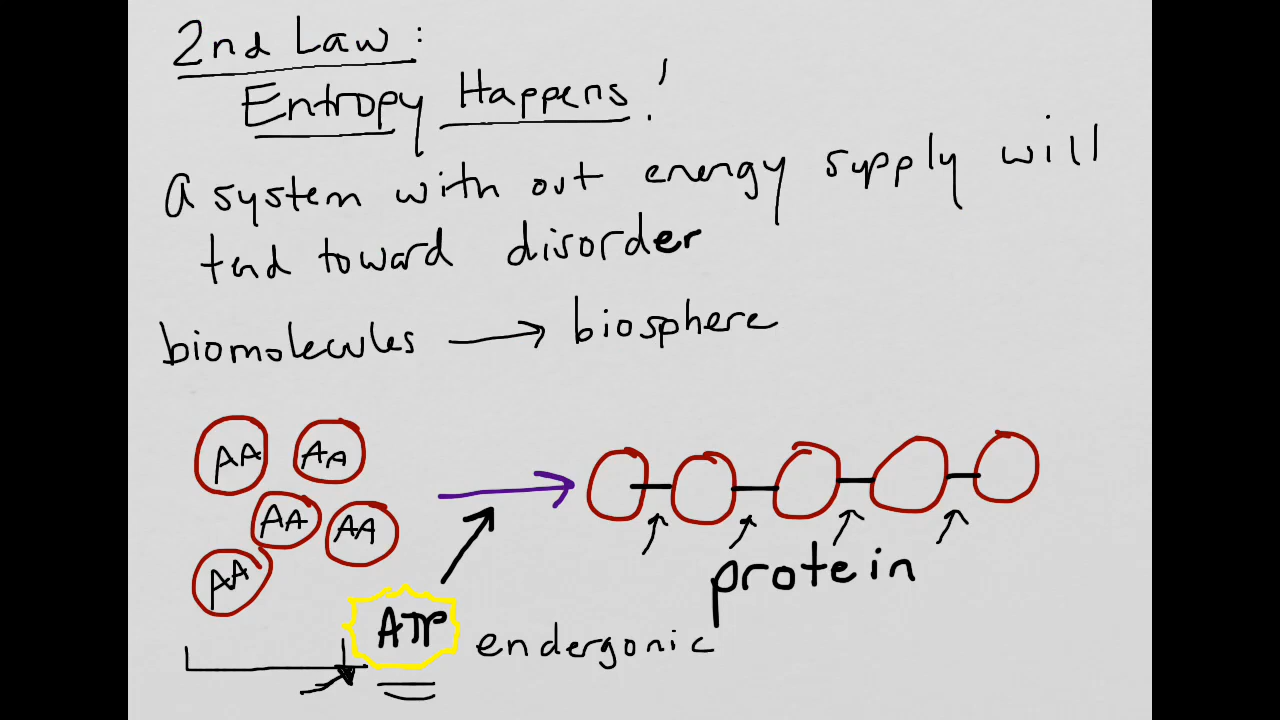 2nd Law:
Entropy Happens!
A system with out energy supply will
tend toward disorder
biomolecules → biosphere
AA AA
AA AA
AA
protein
ATP endergonic